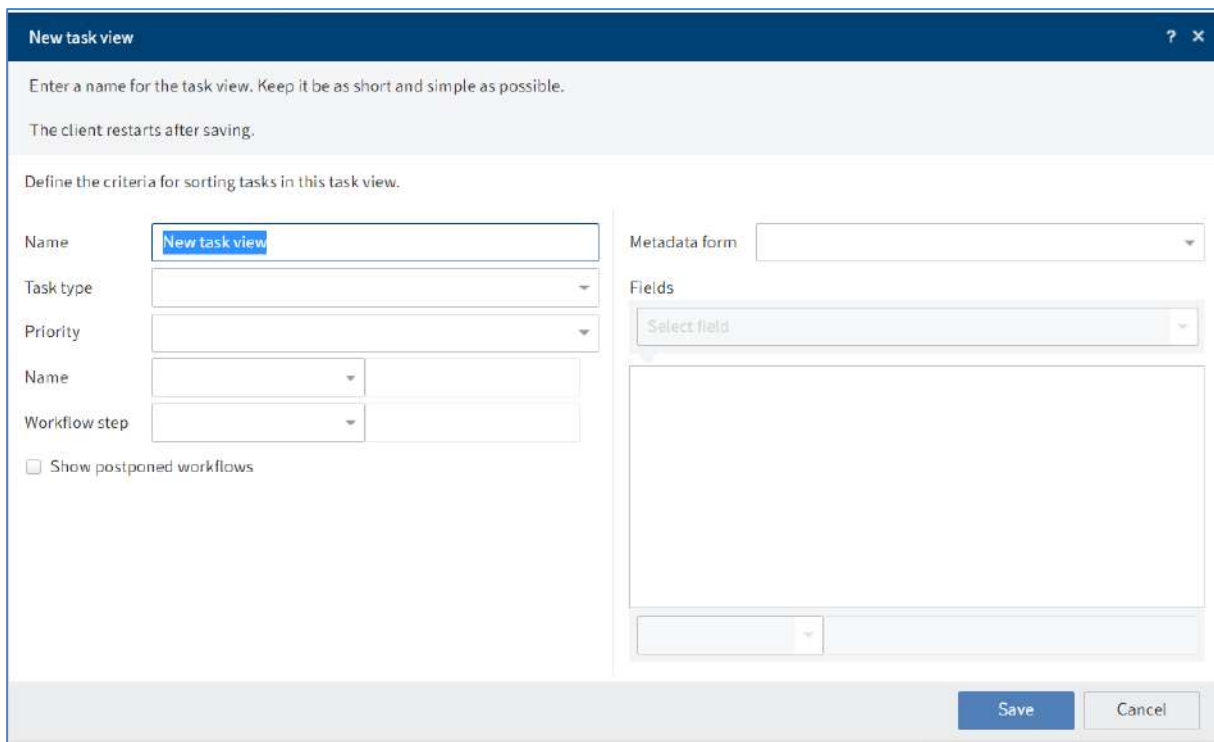 New task view
? ×
Enter a name for the task view. Keep it be as short and simple as possible.
The client restarts after saving.
Define the criteria for sorting tasks in this task view.
Name
New task view
Task type
Priority
Name
Workflow step
Show postponed workflows
Metadata form
Fields
Select field
Save
Cancel